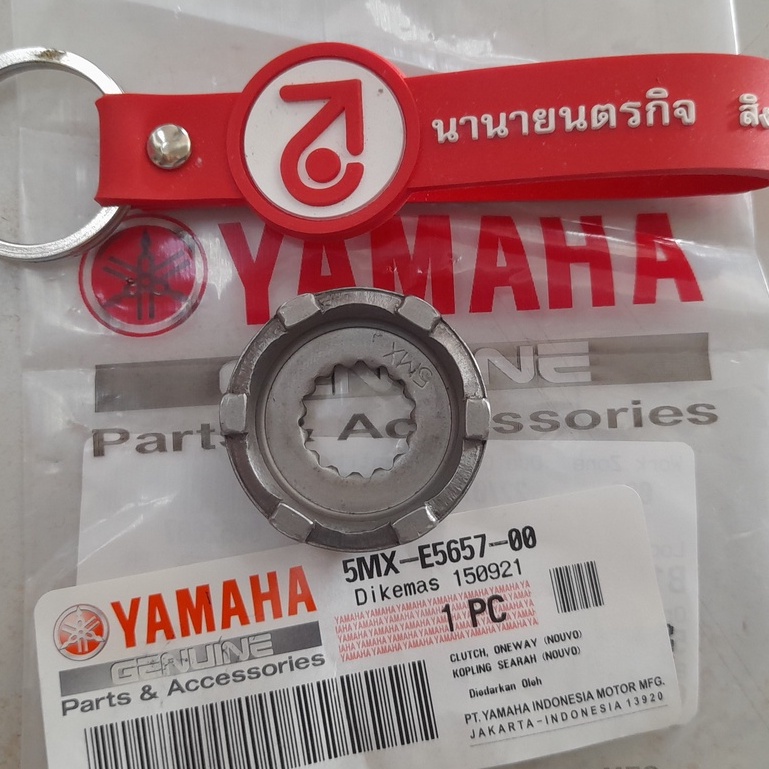 นานายนตรกิจ
YAMAHA
GENUINE
Parts & Accessories
5MX
5MX-E5657-00
Dikemas 150921
1 PC
YAMAHA
GENUINE
Parts & Accessories
CLUTCH, ONEWAY (NOUVO)
KOPLING SEARAH (NOUVO)
Diedarkan Oleh
PT.YAMAHA INDONESIA MOTOR MFG.
JAKARTA-INDONESIA 13920